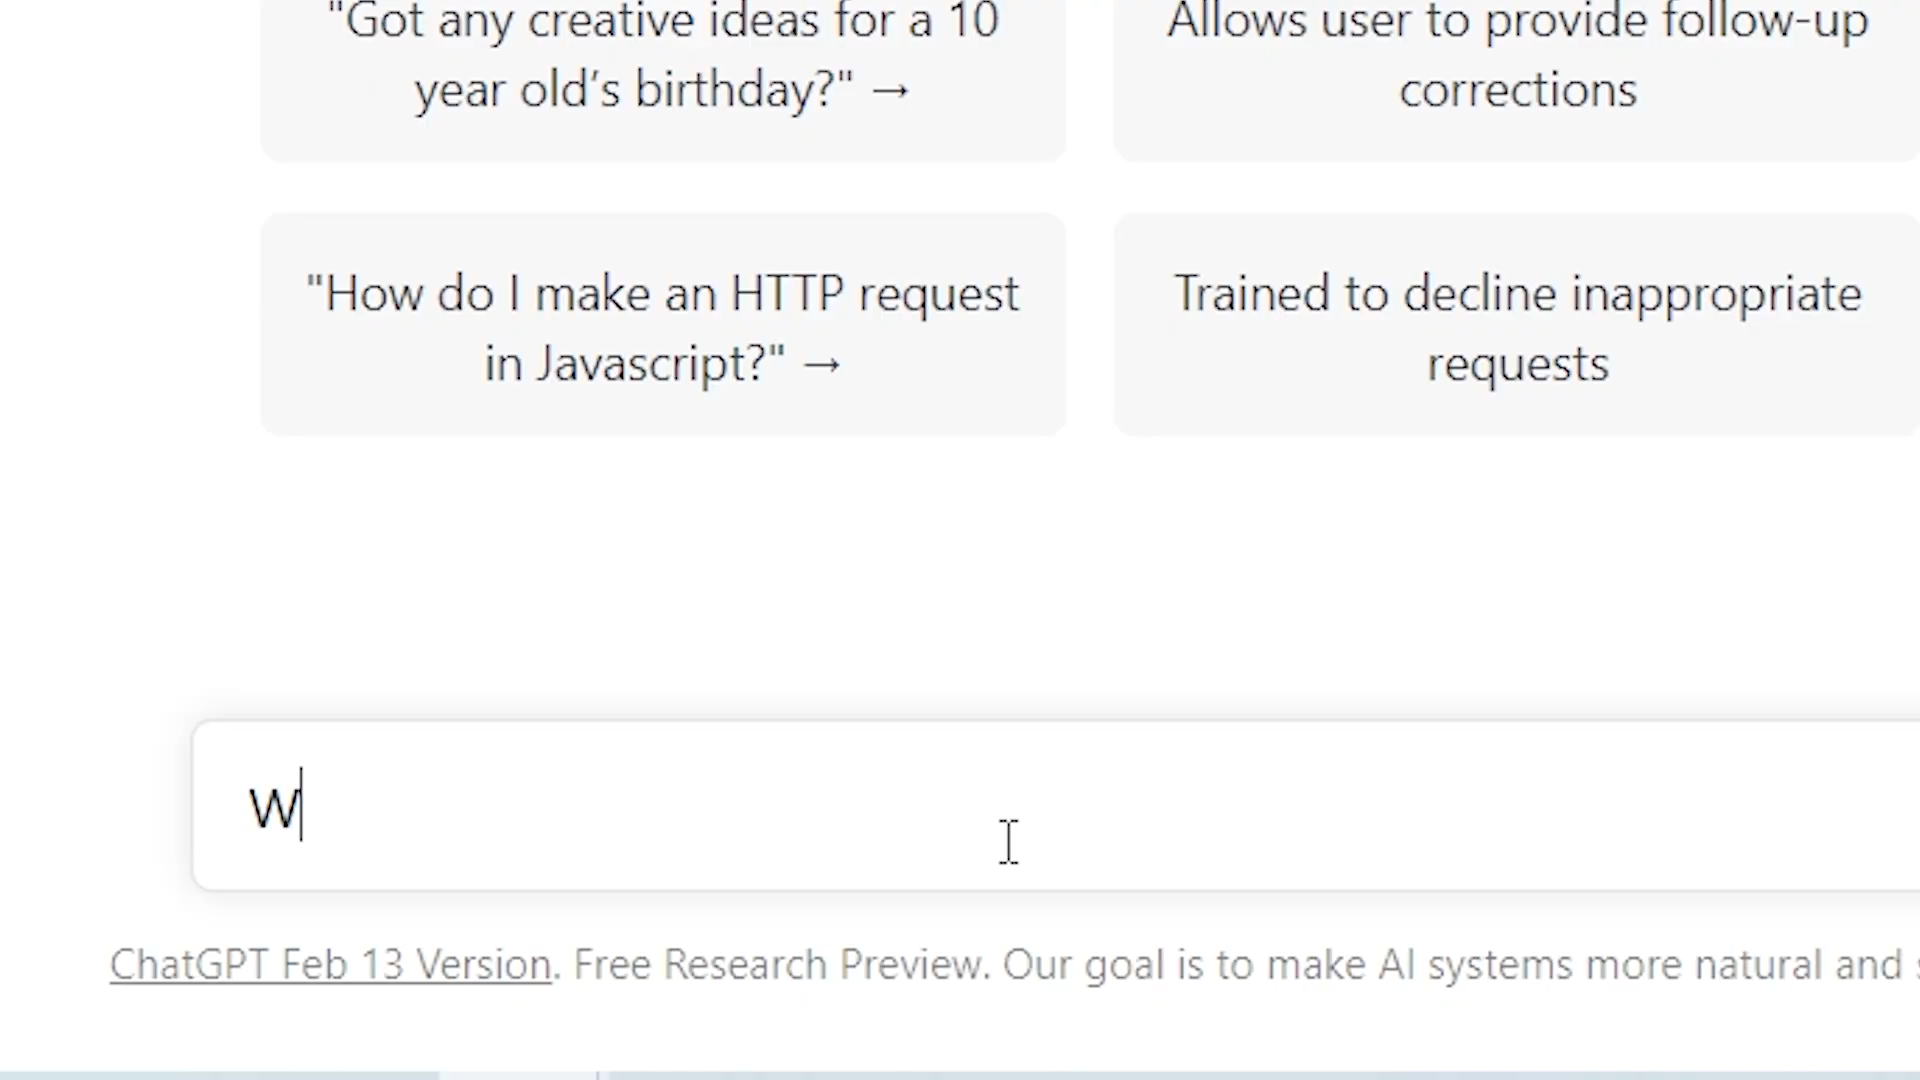 "Got any creative ideas for a 10
year old's birthday?" →
Allows user to provide follow-up
corrections
"How do I make an HTTP request
in Javascript?" →
Trained to decline inappropriate
requests
W
ChatGPT Feb 13 Version. Free Research Preview. Our goal is to make AI systems more natural and